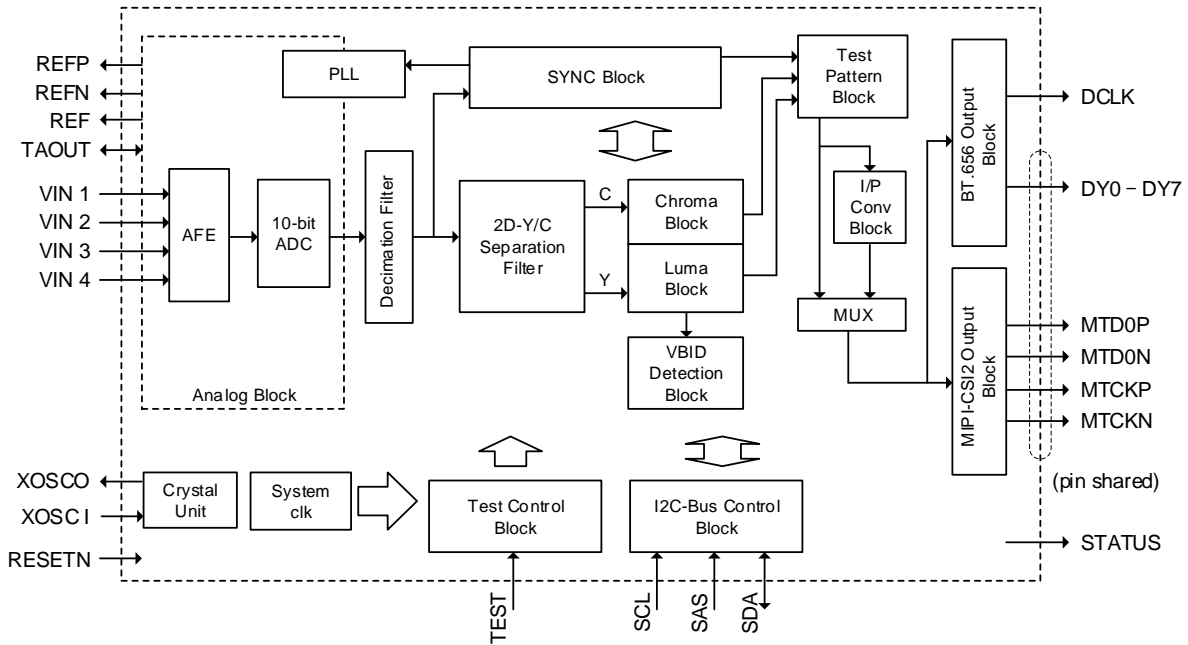 REFP
REFN
REF
TAOUT
VIN 1
VIN 2
VIN 3
VIN 4
AFE
10-bit
ADC
Analog Block
PLL
Decimation Filter
SYNC Block
2D-Y/C
Separation
Filter
C
Y
Chroma
Block
Luma
Block
VBID
Detection
Block
Test
Pattern
Block
I/P
Conv
Block
MUX
BT.656 Output
Block
MIPI-CSI2 Output
Block
DCLK
DY0 – DY7
MTD0P
MTD0N
MTCKP
MTCKN
(pin shared)
STATUS
XOSCO
XOSCI
RESETN
Crystal
Unit
System
clk
Test Control
Block
I2C-Bus Control
Block
TEST
SCL
SAS
SDA